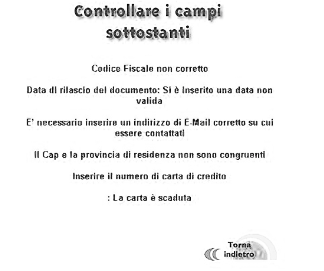 Controllare i campi
sottostanti
Codice Fiscale non corretto
Data di rilascio del documento: Si è inserito una data non
valida
E' necessario inserire un indirizzo di E-Mail corretto su cui
essere contattati
Il Cap e la provincia di residenza non sono congruenti
Inserire il numero di carta di credito
: La carta è scaduta
Torna
indietro